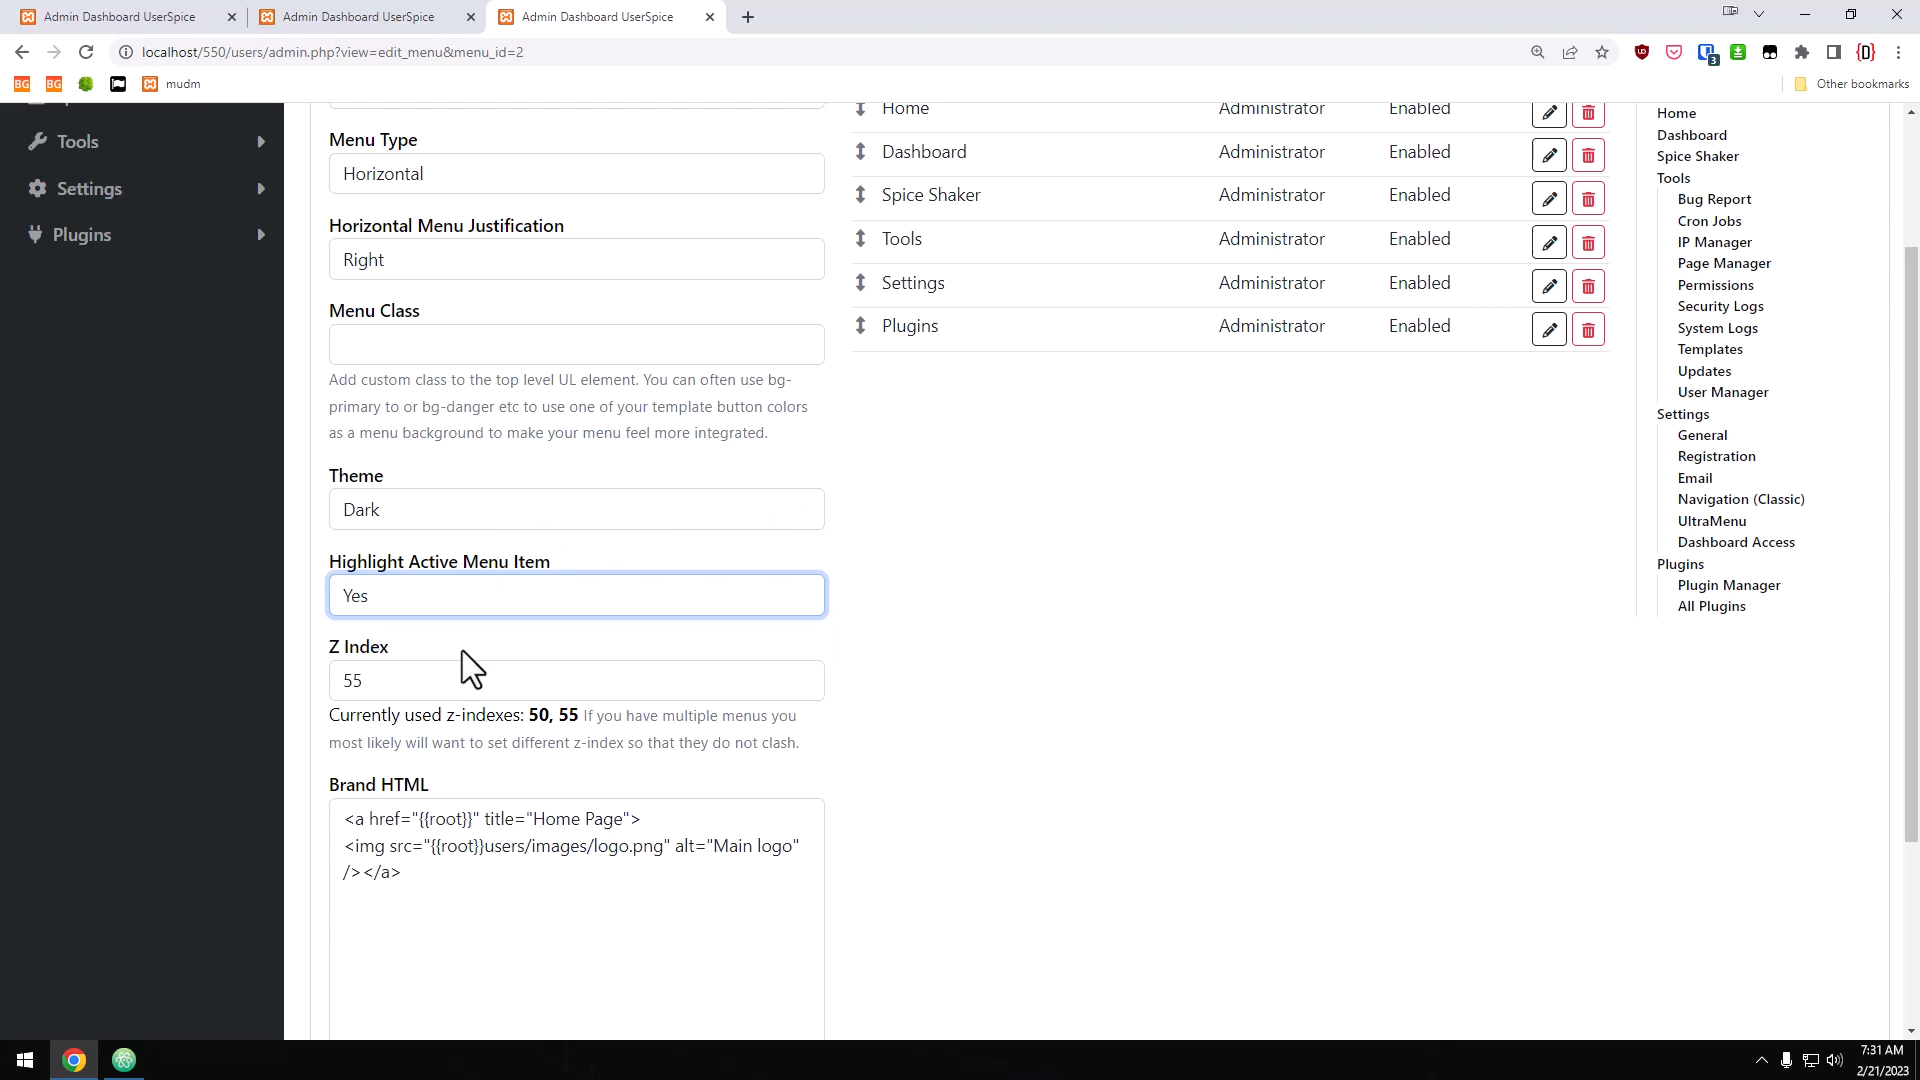 Admin Dashboard UserSpice
Admin Dashboard UserSpice
Admin Dashboard UserSpice
localhost/550/users/admin.php?view=edit_menu&menu_id=2
3
BG
BG
mudm
Other bookmarks
Tools
Settings
Plugins
Menu Type
Horizontal
Horizontal Menu Justification
Right
Menu Class
Add custom class to the top level UL element. You can often use bg-
primary to or bg-danger etc to use one of your template button colors
as a menu background to make your menu feel more integrated.
Theme
Dark
Highlight Active Menu Item
Yes
Z Index
55
Currently used z-indexes: 50, 55 If you have multiple menus you
most likely will want to set different z-index so that they do not clash.
Brand HTML
<a href="{{root}}" title="Home Page">
<img src="{{root}}users/images/logo.png" alt="Main logo"
/></a>
Home Administrator Enabled
Dashboard Administrator Enabled
Spice Shaker Administrator Enabled
Tools Administrator Enabled
Settings Administrator Enabled
Plugins Administrator Enabled
Home
Dashboard
Spice Shaker
Tools
Bug Report
Cron Jobs
IP Manager
Page Manager
Permissions
Security Logs
System Logs
Templates
Updates
User Manager
Settings
General
Registration
Email
Navigation (Classic)
UltraMenu
Dashboard Access
Plugins
Plugin Manager
All Plugins
7:31 AM
2/21/2023